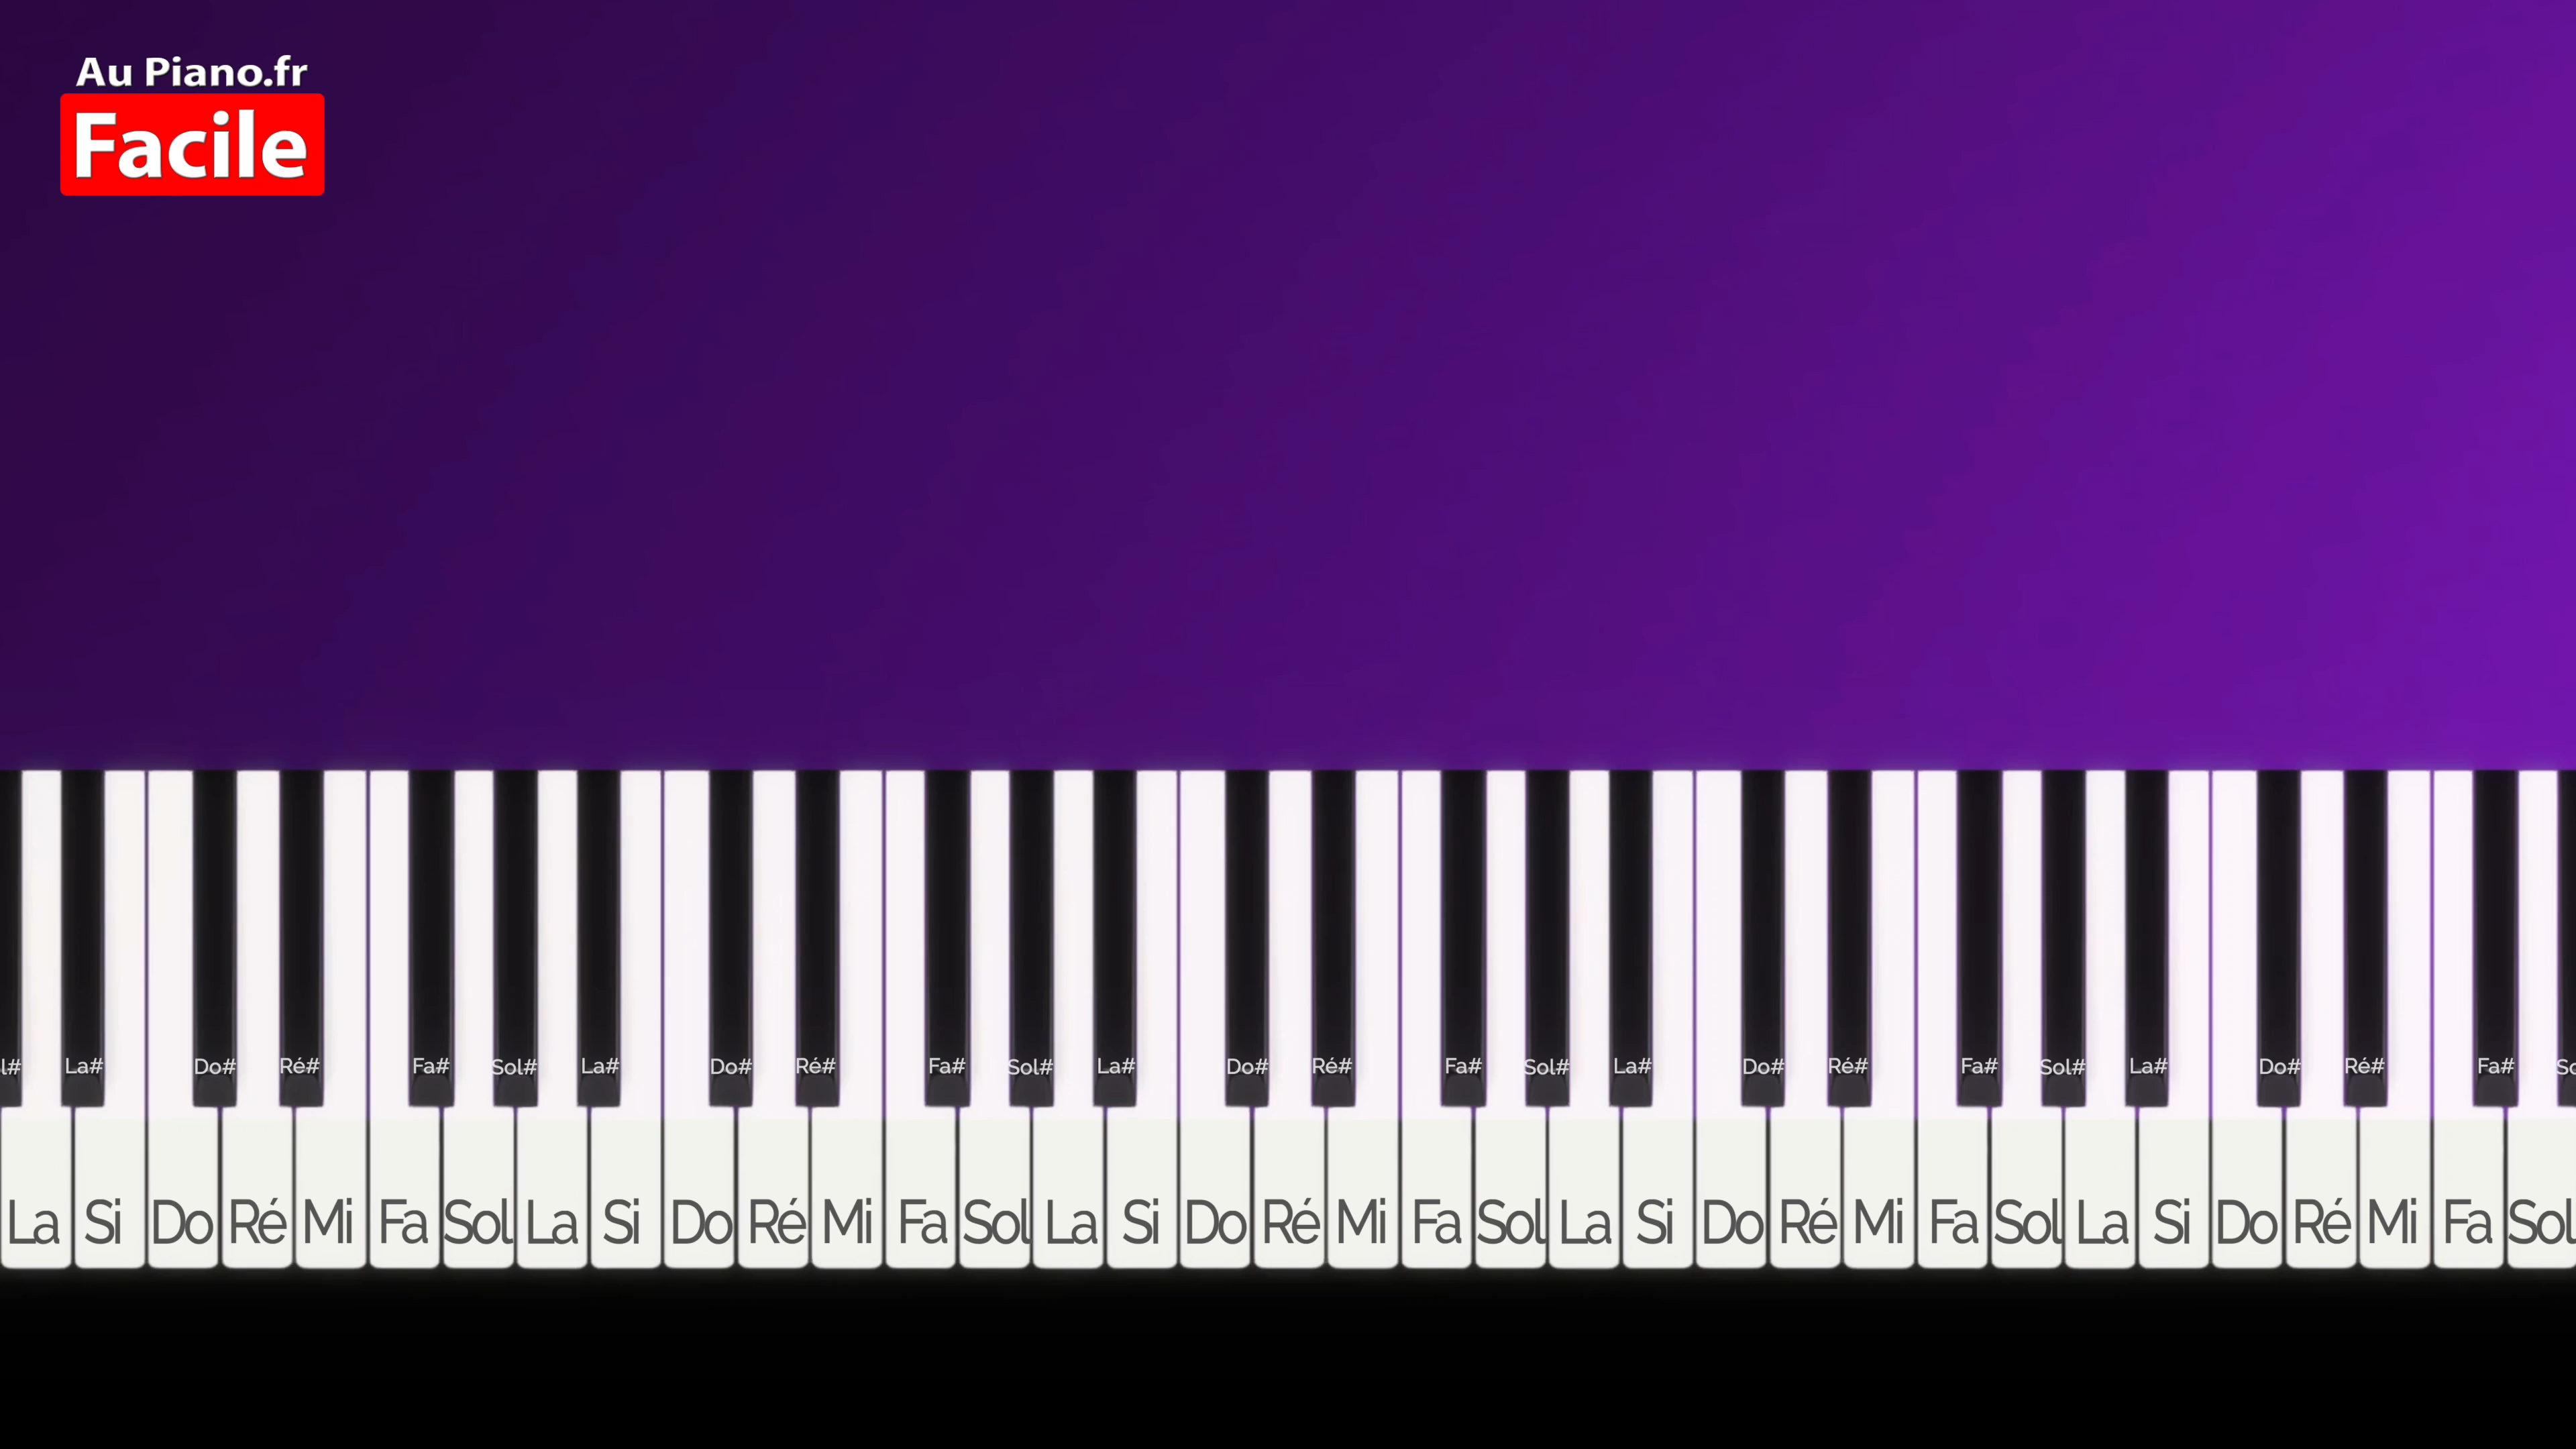 Au Piano.fr
Facile
La# Do# Ré# Fa# Sol# La# Do# Ré# Fa# Sol# La# Do# Ré# Fa# Sol# La# Do# Ré# Fa# Sol# La# Do# Ré# Fa#
La Si Do Ré Mi Fa Sol La Si Do Ré Mi Fa Sol La Si Do Ré Mi Fa Sol La Si Do Ré Mi Fa Sol La Si Do Ré Mi Fa Sol